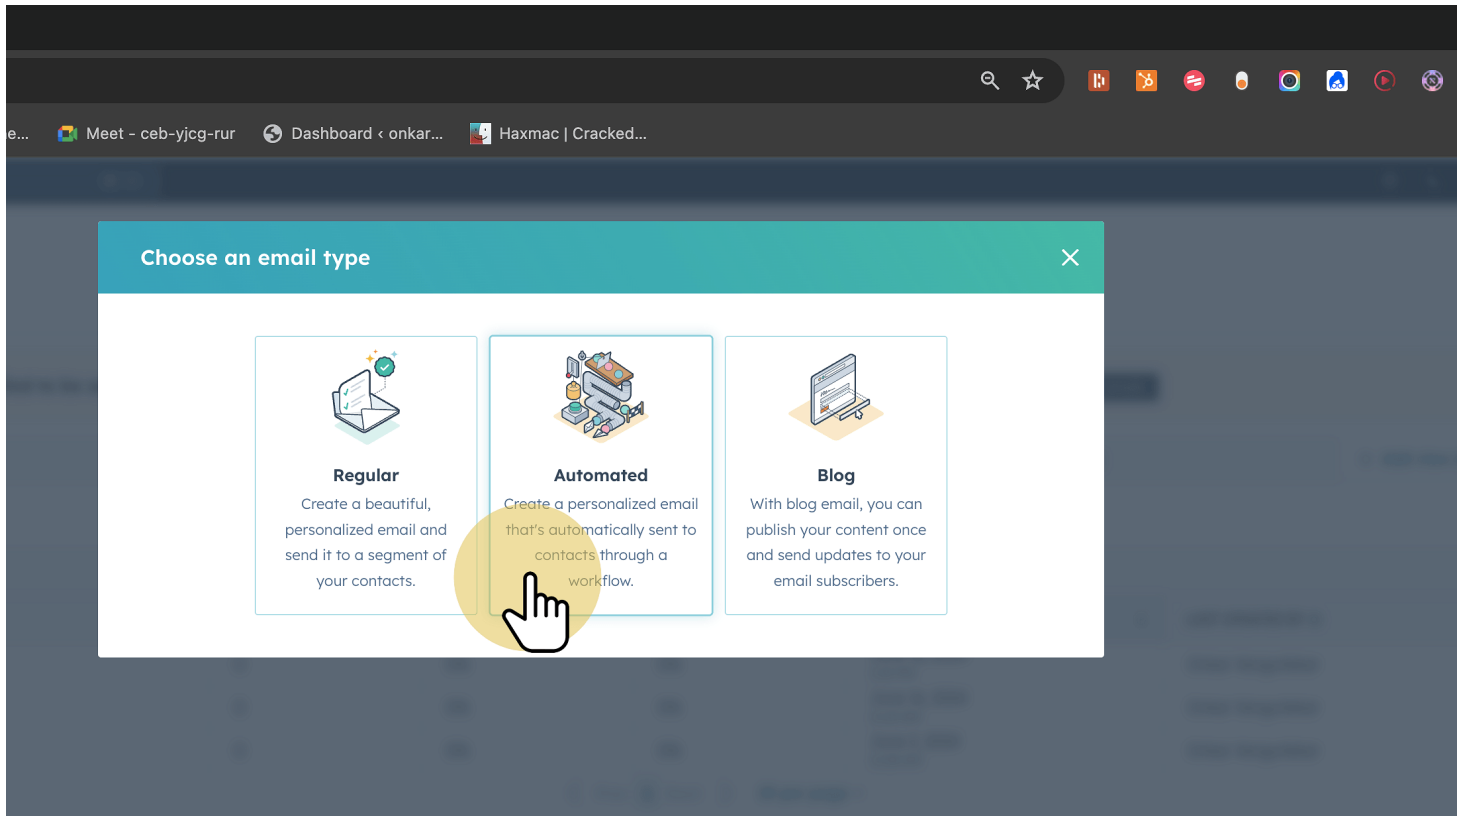 e...
Meet - ceb-yjcg-rur
Dashboard ‹ onkar...
Haxmac | Cracked...
Choose an email type
Regular
Create a beautiful,
personalized email and
send it to a segment of
your contacts.
Automated
Create a personalized email
that's automatically sent to
contacts through a
workflow.
Blog
With blog email, you can
publish your content once
and send updates to your
email subscribers.